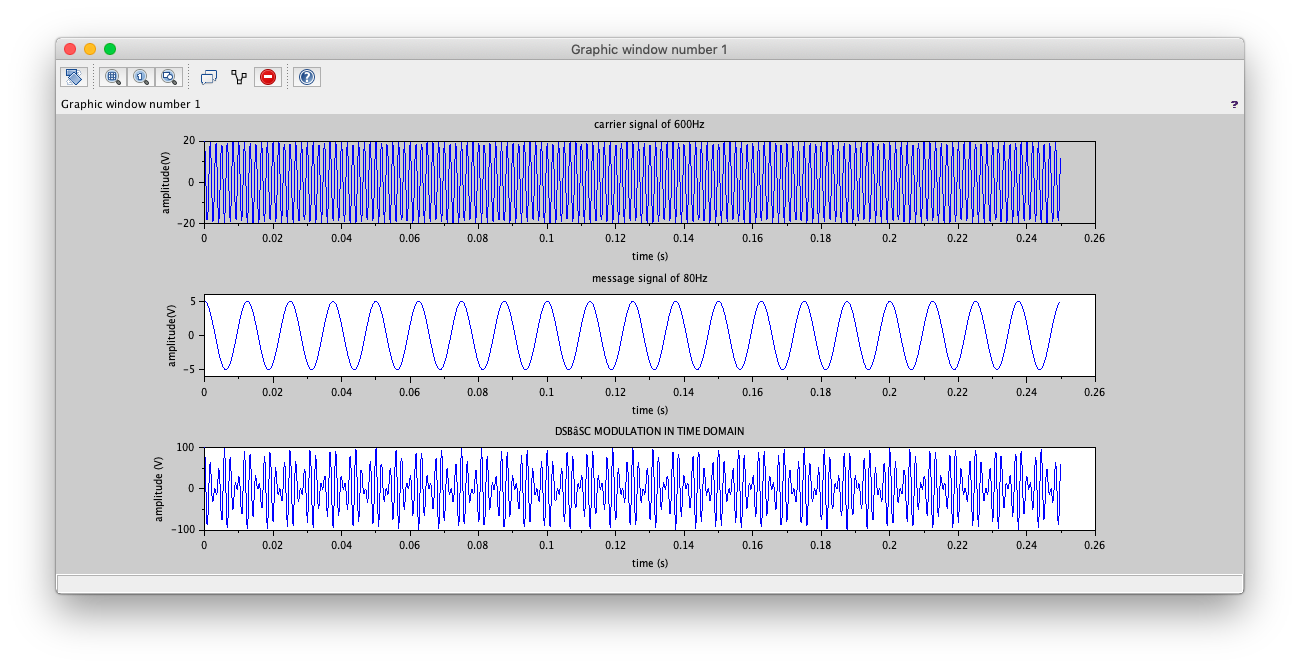 Graphic window number 1
Graphic window number 1 ?
carrier signal of 600Hz
20
0
−20
amplitude(V)
0 0.02 0.04 0.06 0.08 0.1 0.12 0.14 0.16 0.18 0.2 0.22 0.24 0.26
time (s)
message signal of 80Hz
5
0
−5
amplitude(V)
0 0.02 0.04 0.06 0.08 0.1 0.12 0.14 0.16 0.18 0.2 0.22 0.24 0.26
time (s)
DSBâSC MODULATION IN TIME DOMAIN
100
0
−100
amplitude (V)
0 0.02 0.04 0.06 0.08 0.1 0.12 0.14 0.16 0.18 0.2 0.22 0.24 0.26
time (s)